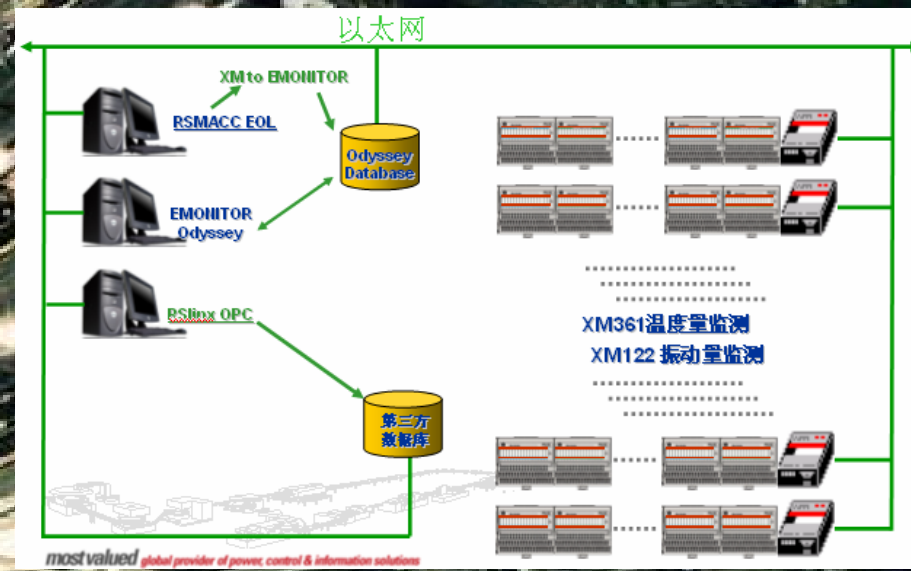 以太网
XM to EMONITOR
RSMACC EOL
Odyssey
Database
EMONITOR
Odyssey
RSlinx OPC
XM361温度量监测
XM122 振动量监测
第三方
数据库
most valued global provider of power, control & information solutions